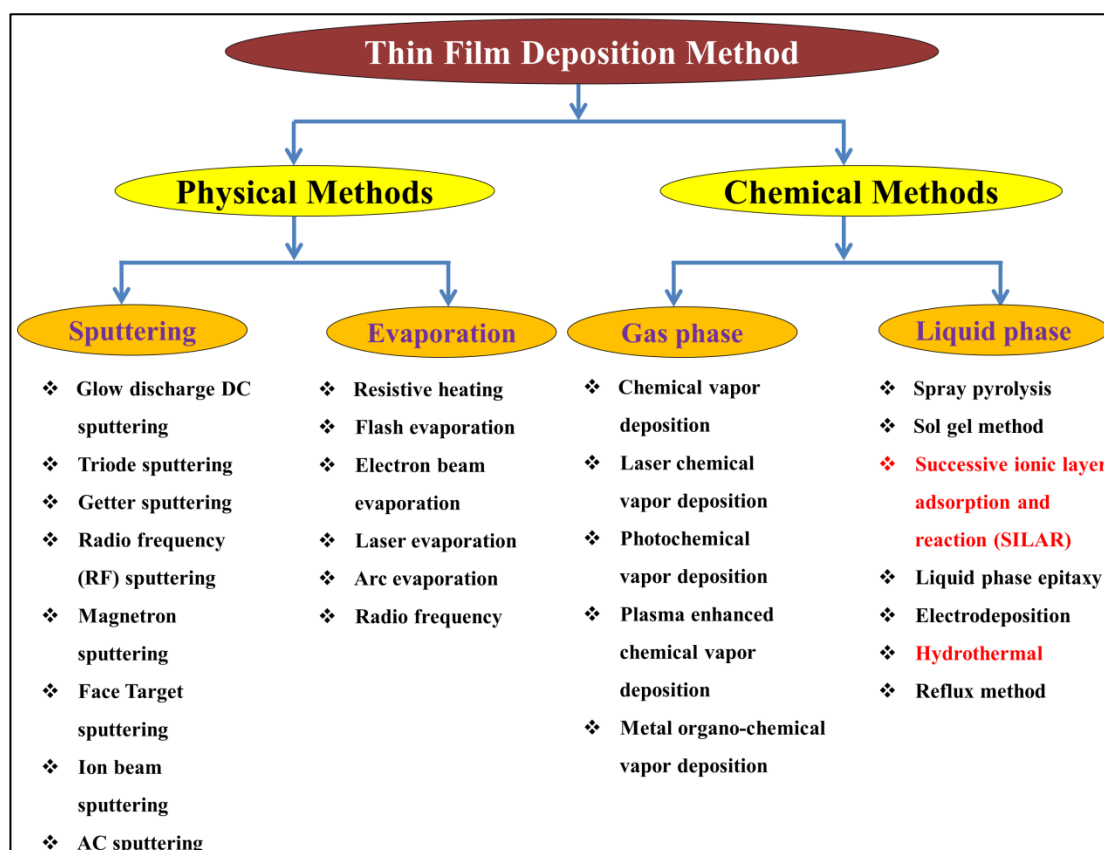 Thin Film Deposition Method
Physical Methods
Chemical Methods
Sputtering
Evaporation
Gas phase
Liquid phase
❖ Glow discharge DC
sputtering
❖ Triode sputtering
❖ Getter sputtering
❖ Radio frequency
(RF) sputtering
❖ Magnetron
sputtering
❖ Face Target
sputtering
❖ Ion beam
sputtering
❖ AC sputtering
❖ Resistive heating
❖ Flash evaporation
❖ Electron beam
evaporation
❖ Laser evaporation
❖ Arc evaporation
❖ Radio frequency
❖ Chemical vapor
deposition
❖ Laser chemical
vapor deposition
❖ Photochemical
vapor deposition
❖ Plasma enhanced
chemical vapor
deposition
❖ Metal organo-chemical
vapor deposition
❖ Spray pyrolysis
❖ Sol gel method
❖ Successive ionic layer
adsorption and
reaction (SILAR)
❖ Liquid phase epitaxy
❖ Electrodeposition
❖ Hydrothermal
❖ Reflux method